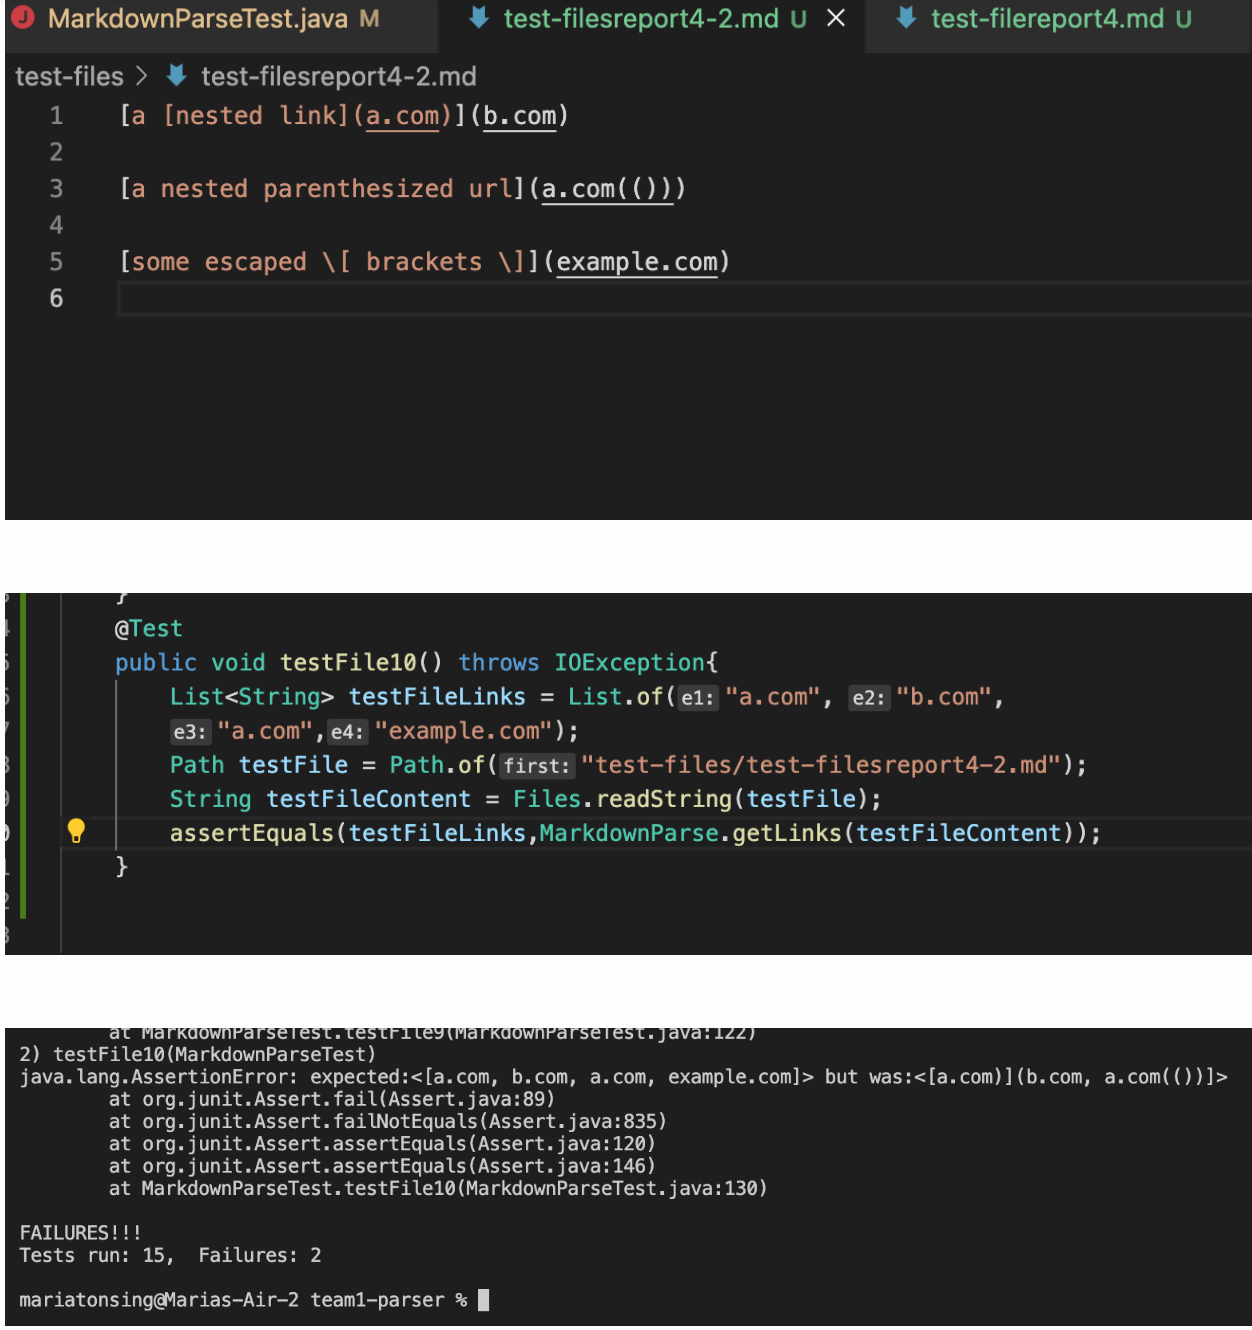 J MarkdownParseTest.java M test-filesreport4-2.md U × test-filereport4.md U
test-files > test-filesreport4-2.md
1 [a [nested link](a.com)](b.com)
2
3 [a nested parenthesized url](a.com(()))
4
5 [some escaped \[ brackets \]](example.com)
6
}
@Test
public void testFile10() throws IOException{
List<String> testFileLinks = List.of( e1: "a.com", e2: "b.com",
e3: "a.com", e4: "example.com");
Path testFile = Path.of( first: "test-files/test-filesreport4-2.md");
String testFileContent = Files.readString(testFile);
assertEquals(testFileLinks,MarkdownParse.getLinks(testFileContent));
}
at MarkdownParseTest.testFile9(MarkdownParseTest.java:122)
2) testFile10(MarkdownParseTest)
java.lang.AssertionError: expected:<[a.com, b.com, a.com, example.com]> but was:<[a.com)](b.com, a.com(())]>
at org.junit.Assert.fail(Assert.java:89)
at org.junit.Assert.failNotEquals(Assert.java:835)
at org.junit.Assert.assertEquals(Assert.java:120)
at org.junit.Assert.assertEquals(Assert.java:146)
at MarkdownParseTest.testFile10(MarkdownParseTest.java:130)
FAILURES!!!
Tests run: 15, Failures: 2
mariatonsing@Marias-Air-2 team1-parser %